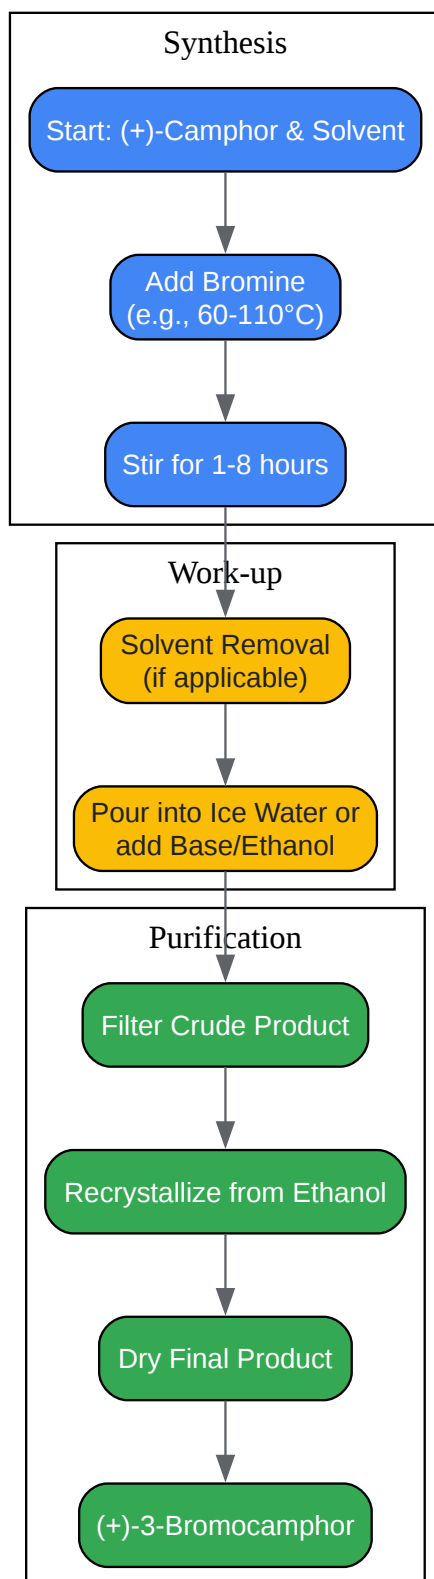 Synthesis
Start: (+)-Camphor & Solvent
Add Bromine
(e.g., 60-110°C)
Stir for 1-8 hours
Work-up
Solvent Removal
(if applicable)
Pour into Ice Water or
add Base/Ethanol
Purification
Filter Crude Product
Recrystallize from Ethanol
Dry Final Product
(+)-3-Bromocamphor